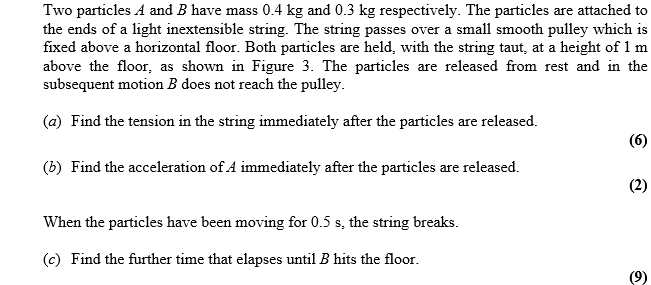 Two particles A and B have mass 0.4 kg and 0.3 kg respectively. The particles are attached to
the ends of a light inextensible string. The string passes over a small smooth pulley which is
fixed above a horizontal floor. Both particles are held, with the string taut, at a height of 1 m
above the floor, as shown in Figure 3. The particles are released from rest and in the
subsequent motion B does not reach the pulley.
(a) Find the tension in the string immediately after the particles are released.
(6)
(b) Find the acceleration of A immediately after the particles are released.
(2)
When the particles have been moving for 0.5 s, the string breaks.
(c) Find the further time that elapses until B hits the floor.
(9)